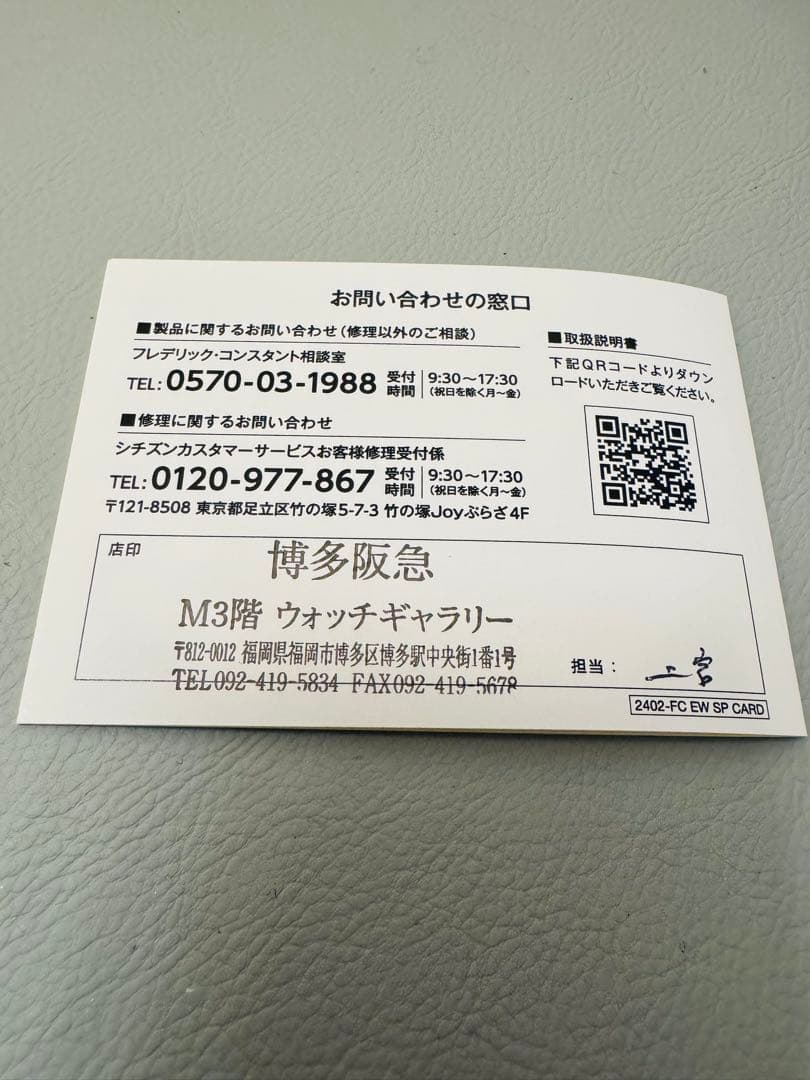 お問い合わせの窓口
■製品に関するお問い合わせ(修理以外のご相談)
フレデリック・コンスタント相談室
TEL: 0570-03-1988 受付時間 9:30〜17:30 (祝日を除く月〜金)
■修理に関するお問い合わせ
シチズンカスタマーサービスお客様修理受付係
TEL: 0120-977-867 受付時間 9:30〜17:30 (祝日を除く月〜金)
〒121-8508 東京都足立区竹の塚5-7-3 竹の塚Joyぷらざ4F
■取扱説明書
下記QRコードよりダウン
ロードいただきご覧ください。
店印
博多阪急
M3階 ウォッチギャラリー
〒812-0012 福岡県福岡市博多区博多駅中央街1番1号
TEL092-419-5834 FAX092-419-5678
担当: 上宮
2402-FC EW SP CARD